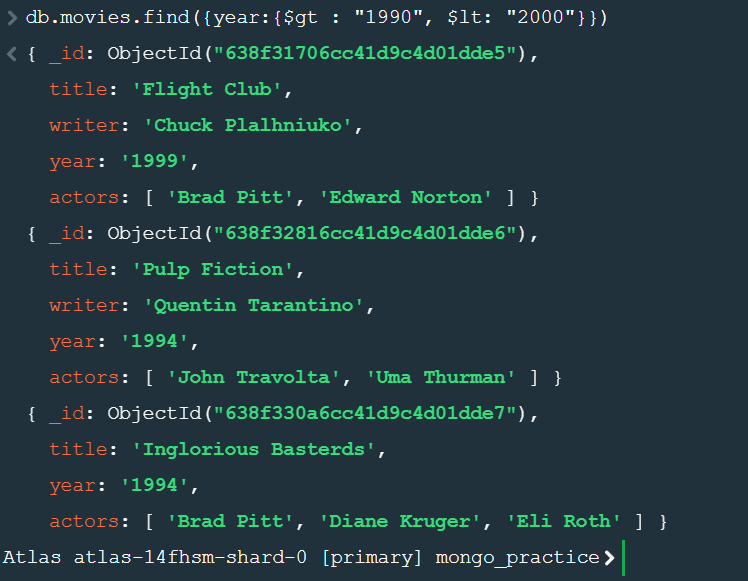 > db.movies.find({year:{$gt : "1990", $lt: "2000"}})
< { _id: ObjectId("638f31706cc41d9c4d01dde5"),
title: 'Flight Club',
writer: 'Chuck Plalhniuko',
year: '1999',
actors: [ 'Brad Pitt', 'Edward Norton' ] }
{ _id: ObjectId("638f32816cc41d9c4d01dde6"),
title: 'Pulp Fiction',
writer: 'Quentin Tarantino',
year: '1994',
actors: [ 'John Travolta', 'Uma Thurman' ] }
{ _id: ObjectId("638f330a6cc41d9c4d01dde7"),
title: 'Inglorious Basterds',
year: '1994',
actors: [ 'Brad Pitt', 'Diane Kruger', 'Eli Roth' ] }
Atlas atlas-14fhsm-shard-0 [primary] mongo_practice>